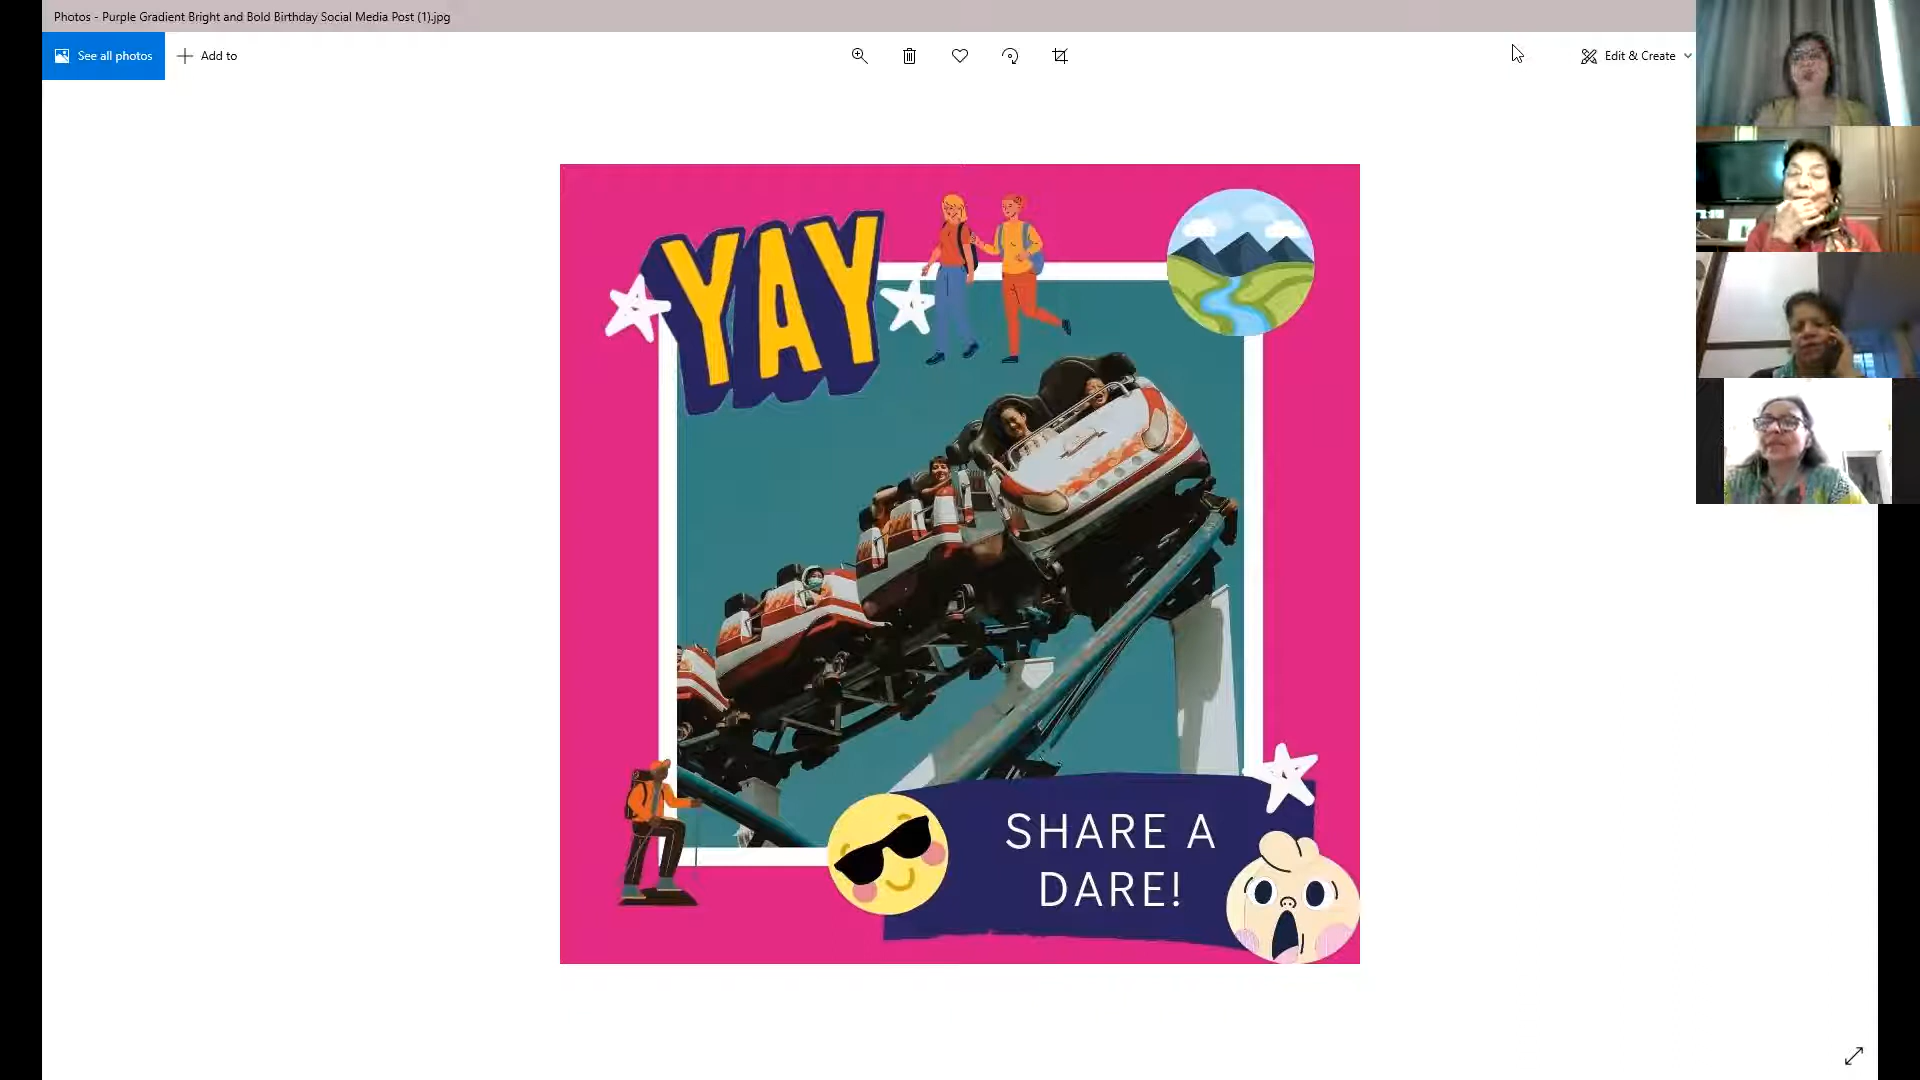 Photos - Purple Gradient Bright and Bold Birthday Social Media Post (1).jpg
See all photos
Add to
Edit & Create
YAY
SHARE A
DARE!